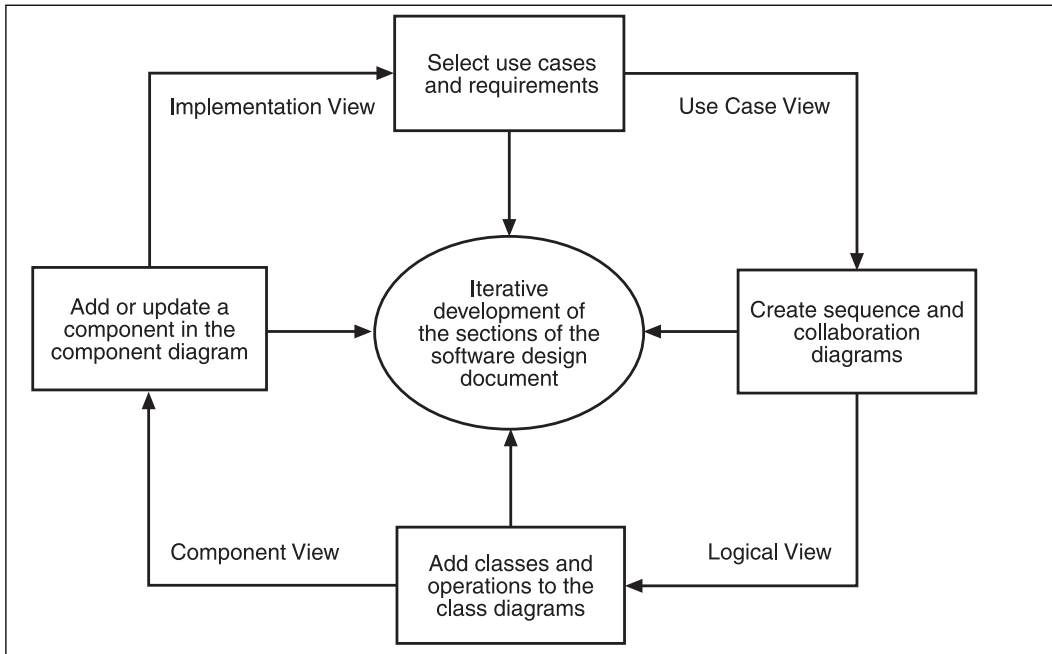 Select use cases
and requirements
Implementation View
Use Case View
Add or update a
component in the
component diagram
Iterative
development of
the sections of the
software design
document
Create sequence and
collaboration
diagrams
Component View
Logical View
Add classes and
operations to the
class diagrams